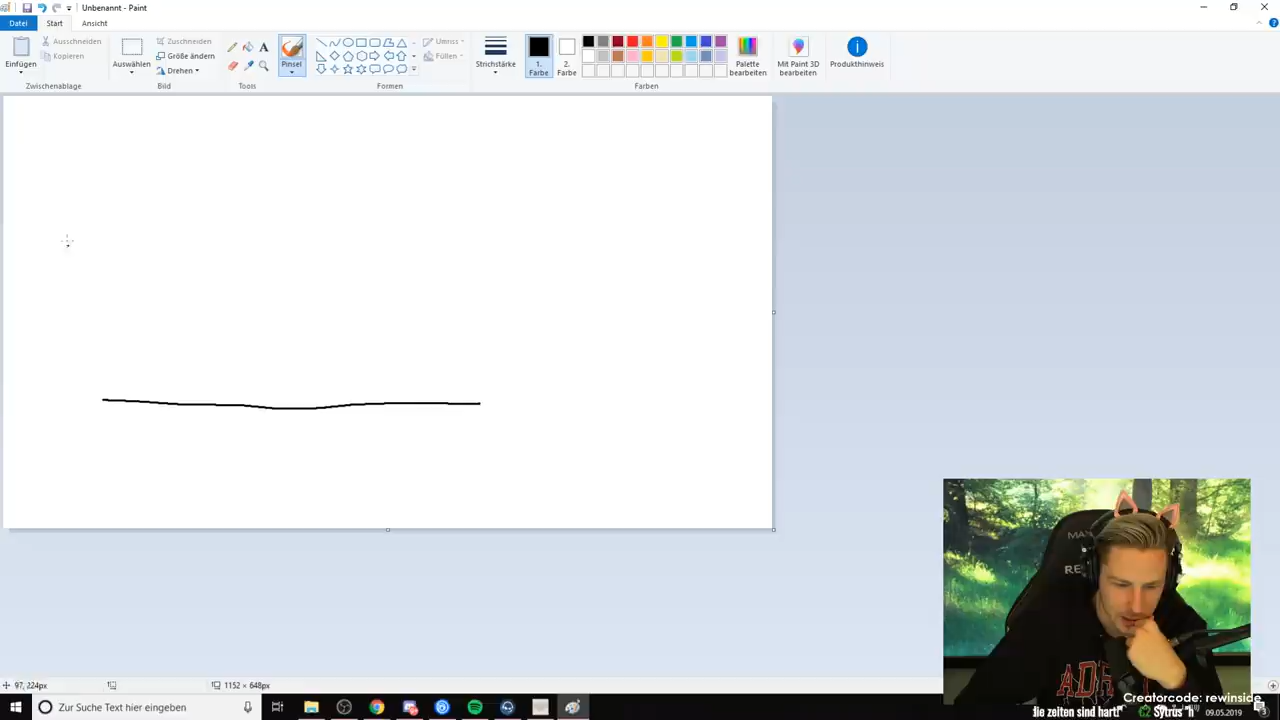 Unbenannt - Paint
Datei
Start
Ansicht
Einfügen
Ausschneiden
Kopieren
Zwischenablage
Auswählen
Zuschneiden
Größe ändern
Drehen
Bild
A
Tools
Pinsel
Umriss
Füllen
Formen
Strichstärke
1.
Farbe
2.
Farbe
Palette
bearbeiten
Farben
Mit Paint 3D
bearbeiten
Produkthinweis
97, 224px
1152 × 648px
Zur Suche Text hier eingeben
Creatorcode: rewinside
zeiten sind hart!"
09.05.2019
3